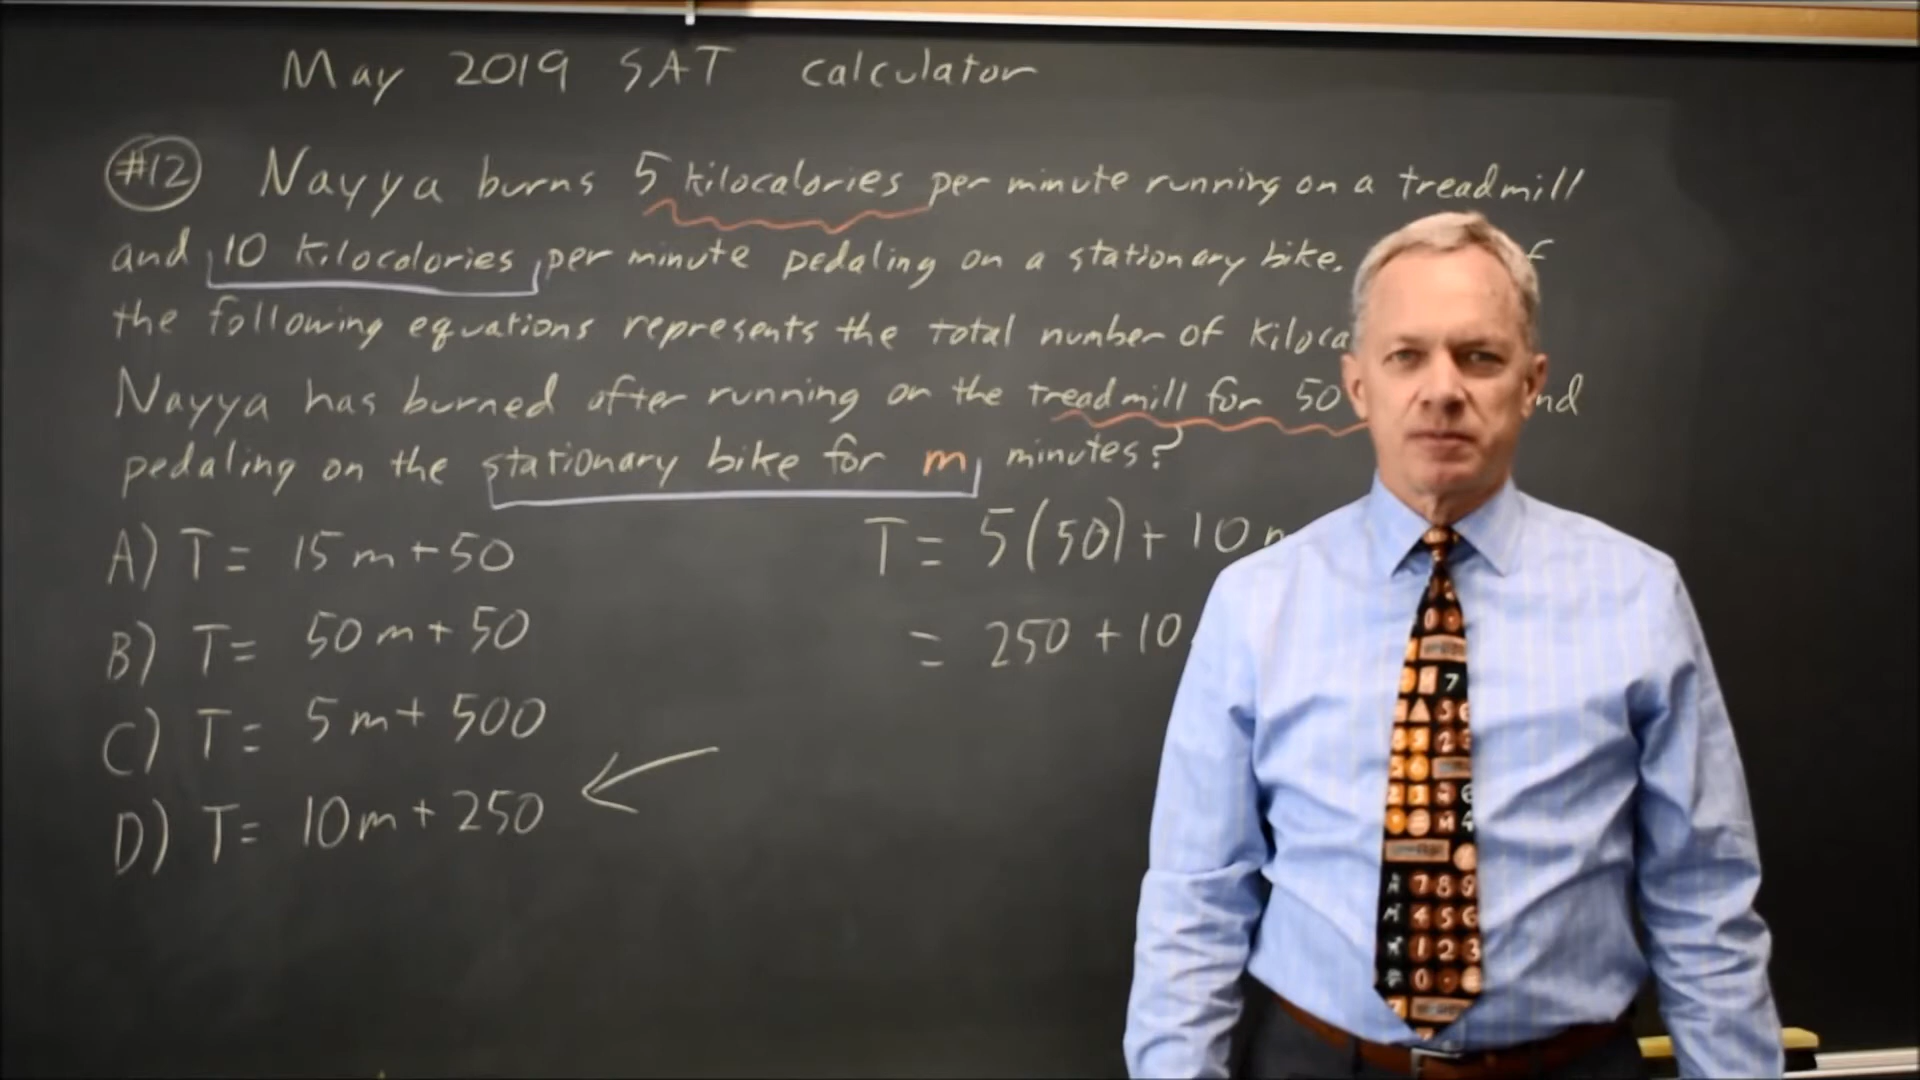 May 2019 SAT calculator
#12 Nayya burns 5 kilocalories per minute running on a treadmill
and 10 kilocalories per minute pedaling on a stationary bike.
the following equations represents the total number of kiloca
Nayya has burned after running on the treadmill for 50 nd
pedaling on the stationary bike for m minutes?
A) T = 15m + 50
B) T = 50m + 50
C) T = 5m + 500
D) T = 10m + 250
T = 5(50) + 10m
= 250 + 10